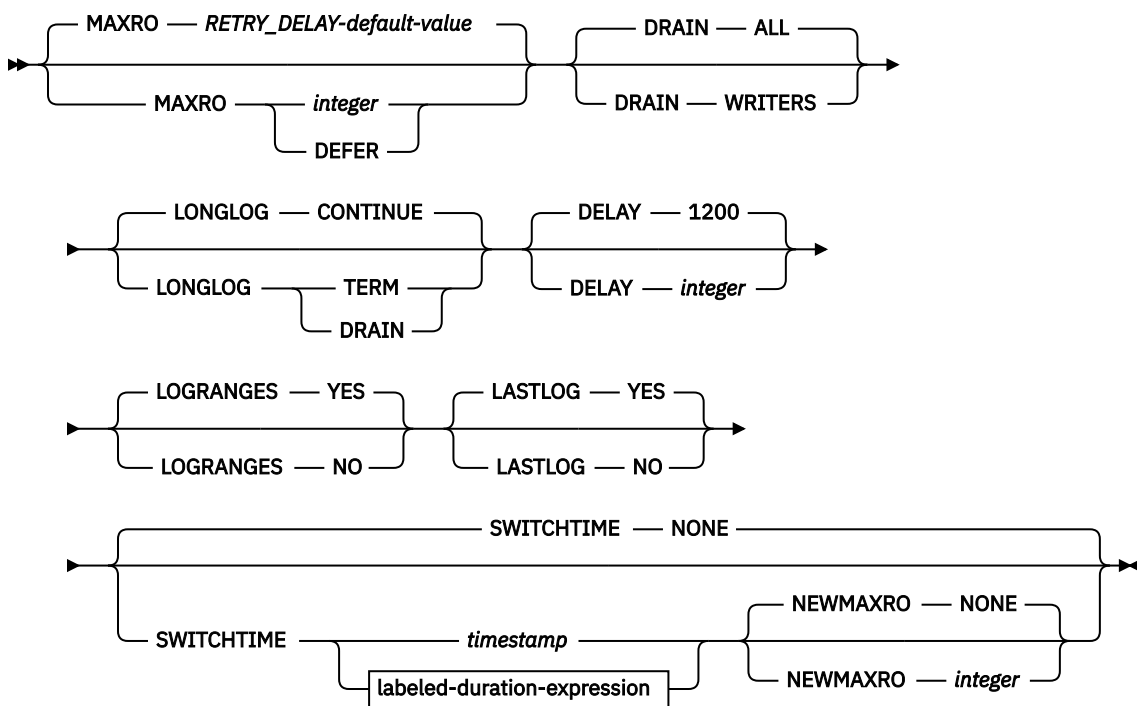 MAXRO RETRY_DELAY-default-value DRAIN ALL
MAXRO integer DRAIN WRITERS
DEFER
LONGLOG CONTINUE DELAY 1200
LONGLOG TERM DELAY integer
DRAIN
LOGRANGES YES LASTLOG YES
LOGRANGES NO LASTLOG NO
SWITCHTIME NONE
NEWMAXRO NONE
SWITCHTIME timestamp
labeled-duration-expression NEWMAXRO integer